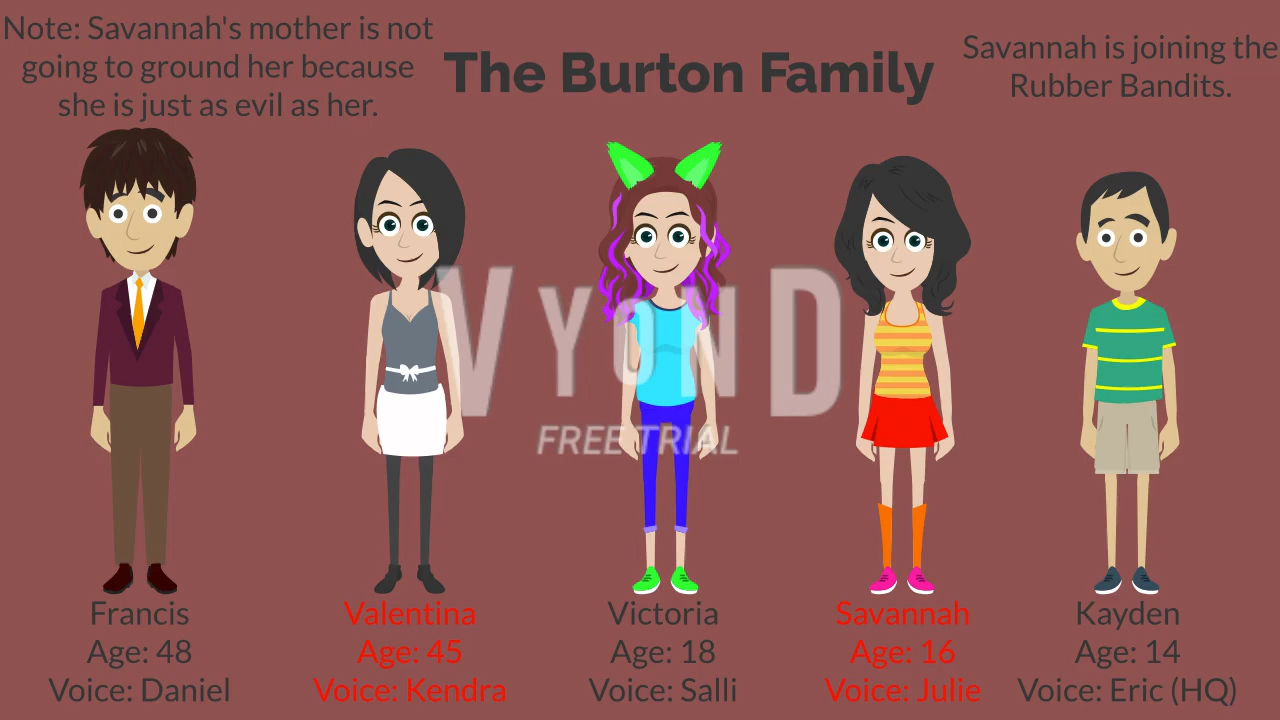 Note: Savannah's mother is not
going to ground her because
she is just as evil as her.
The Burton Family
Savannah is joining the
Rubber Bandits.
VYOND
FREE TRIAL
Francis
Age: 48
Voice: Daniel
Valentina
Age: 45
Voice: Kendra
Victoria
Age: 18
Voice: Salli
Savannah
Age: 16
Voice: Julie
Kayden
Age: 14
Voice: Eric (HQ)